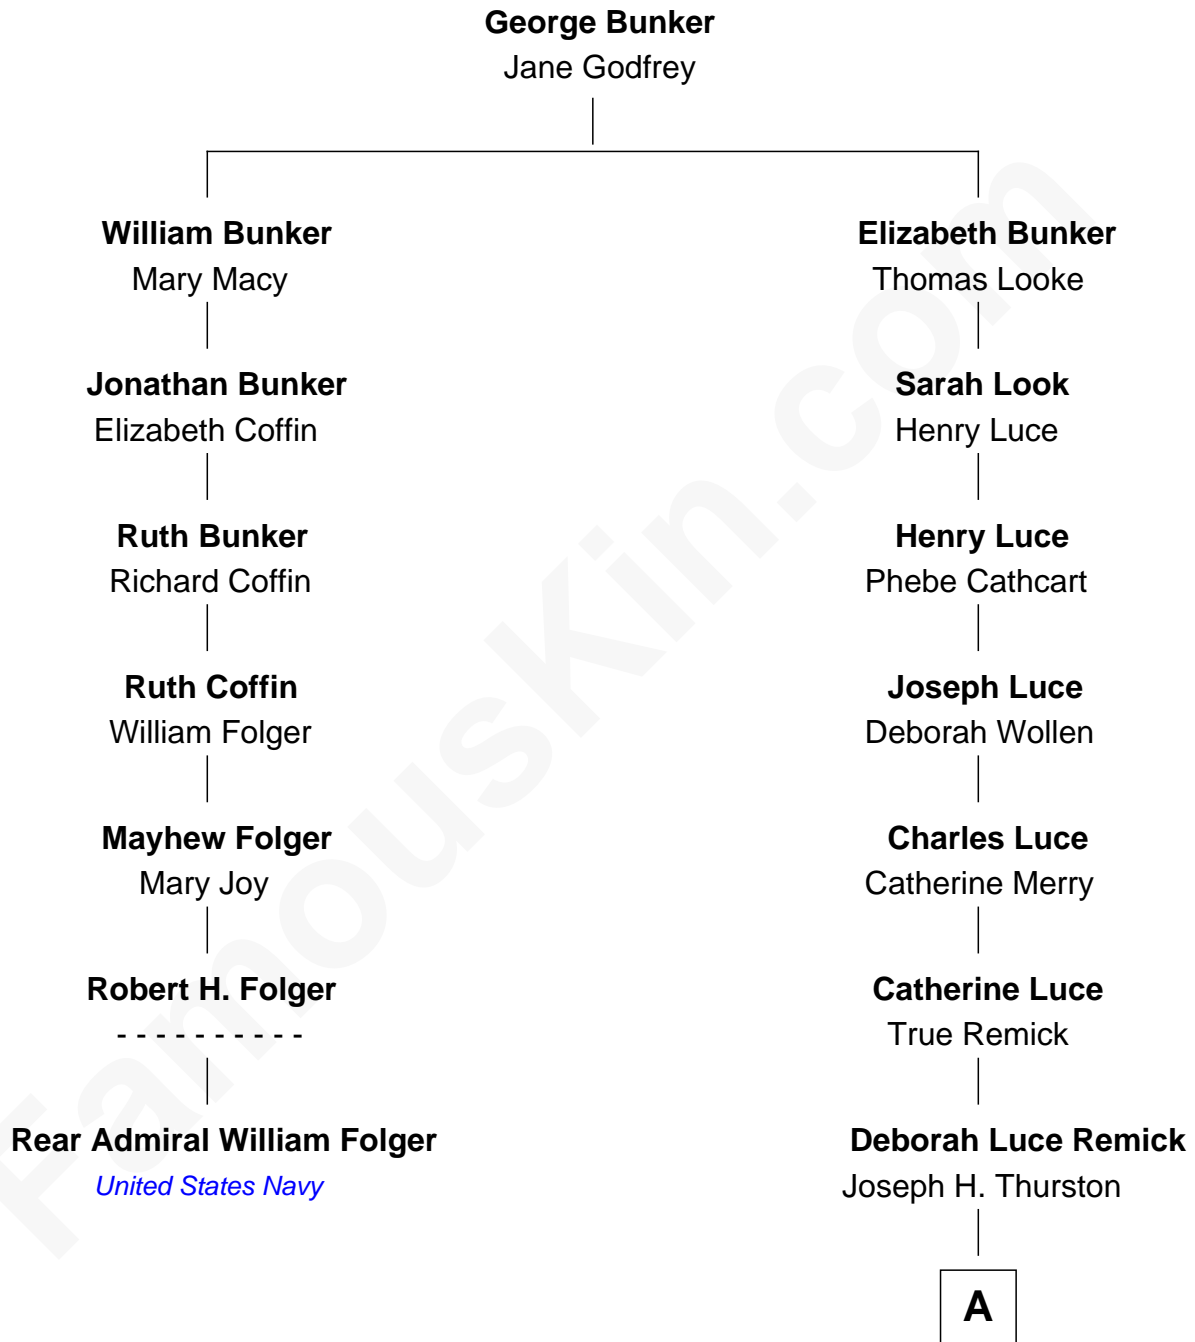 George Bunker
Jane Godfrey
William Bunker
Mary Macy
Elizabeth Bunker
Thomas Looke
Jonathan Bunker
Elizabeth Coffin
Sarah Look
Henry Luce
Ruth Bunker
Richard Coffin
Henry Luce
Phebe Cathcart
Ruth Coffin
William Folger
Joseph Luce
Deborah Wollen
Mayhew Folger
Mary Joy
Charles Luce
Catherine Merry
Robert H. Folger
- - - - - - - - - -
Catherine Luce
True Remick
Rear Admiral William Folger
United States Navy
Deborah Luce Remick
Joseph H. Thurston
A
FamousKin.com